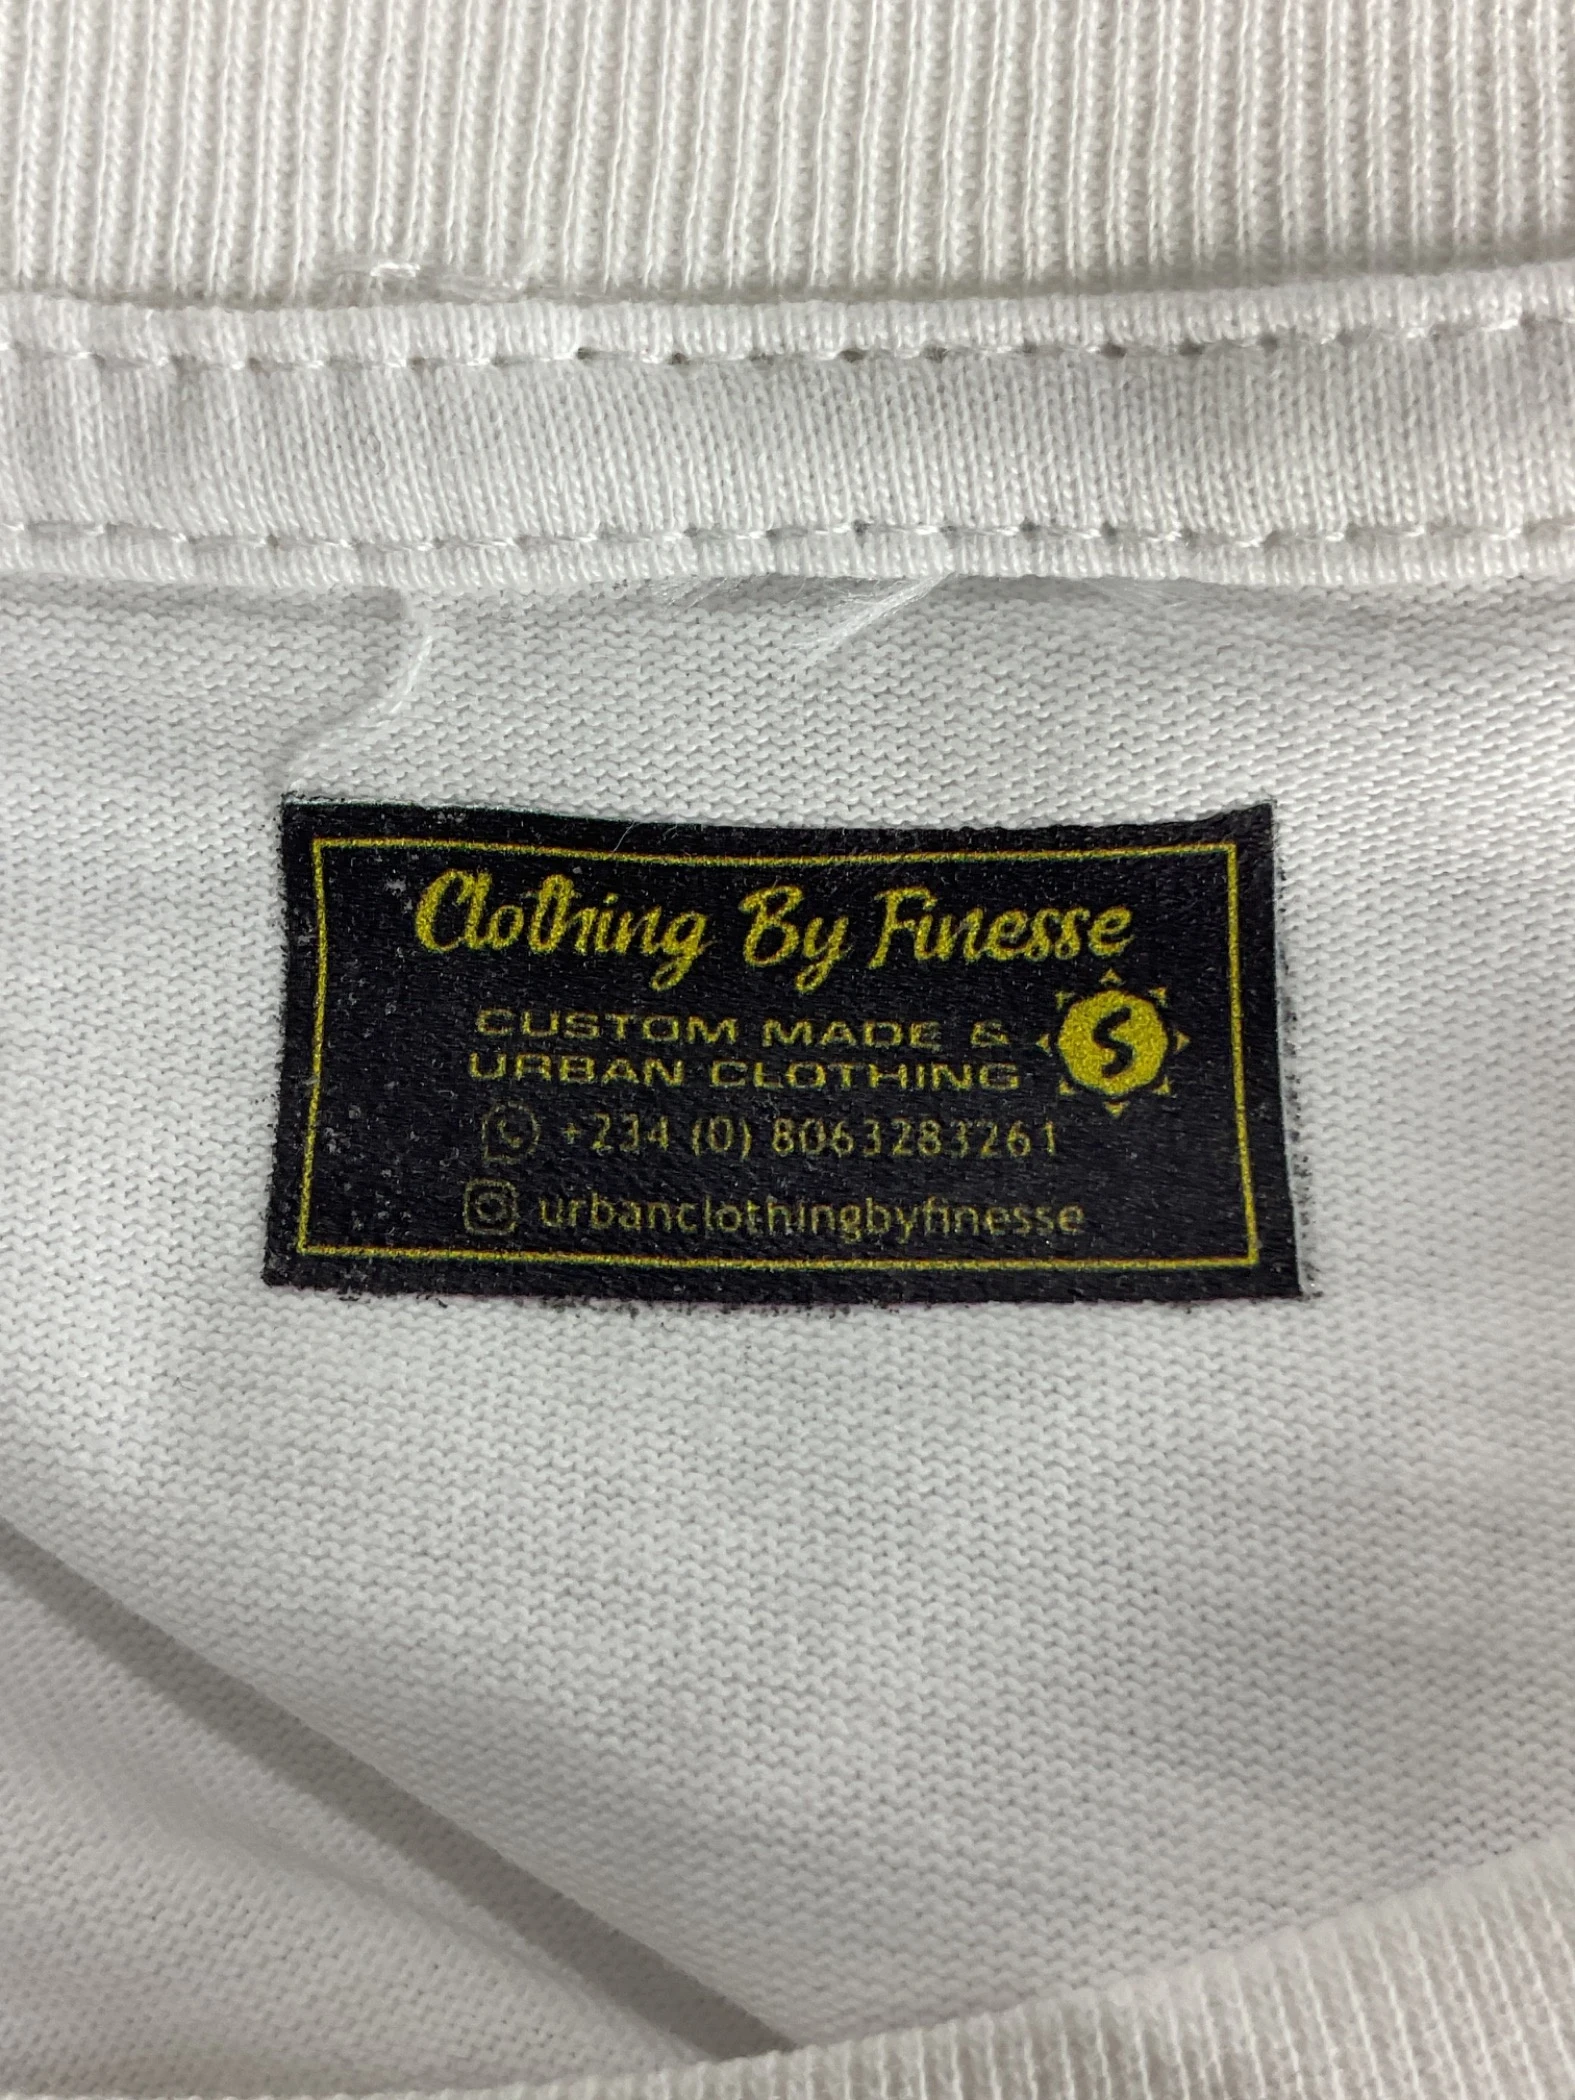 Clothing By Finesse
CUSTOM MADE &
URBAN CLOTHING
S
+234 (0) 8063283261
urbanclothingbyfinesse